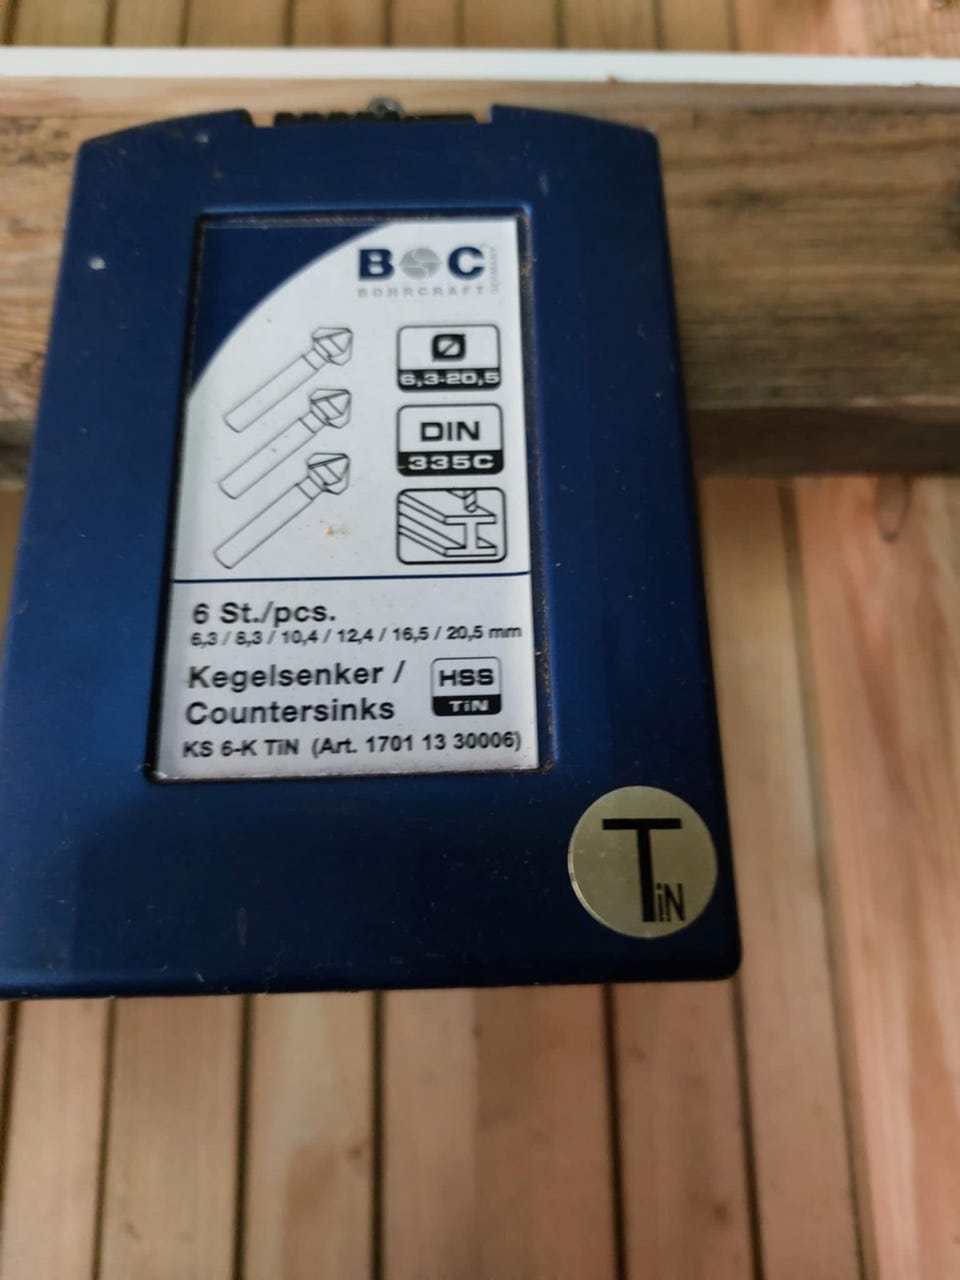 BOC
BOHRCRAFT
GERMANY
Ø
6,3-20,5
DIN
335C
6 St./pcs.
6,3 / 8,3 / 10,4 / 12,4 / 16,5 / 20,5 mm
Kegelsenker /
Countersinks
HSS
TiN
KS 6-K TiN (Art. 1701 13 30006)
TiN